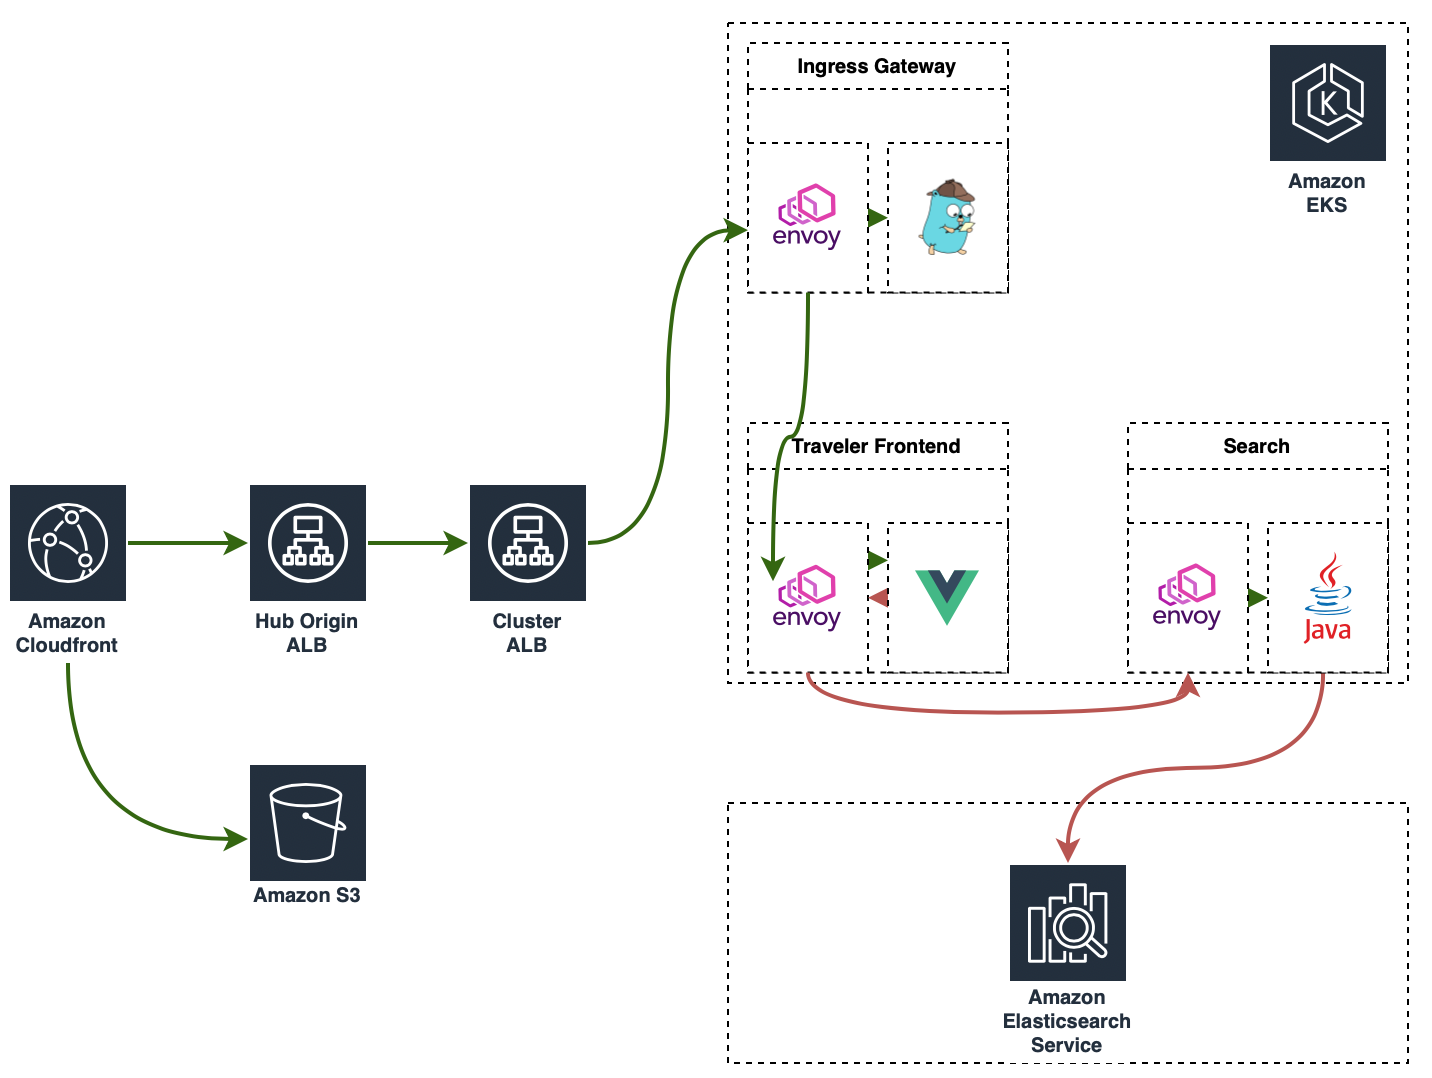 Ingress Gateway
K
Amazon
EKS
envoy
Traveler Frontend
Search
envoy
envoy
Java
Amazon
Cloudfront
Hub Origin
ALB
Cluster
ALB
Amazon S3
Amazon
Elasticsearch
Service